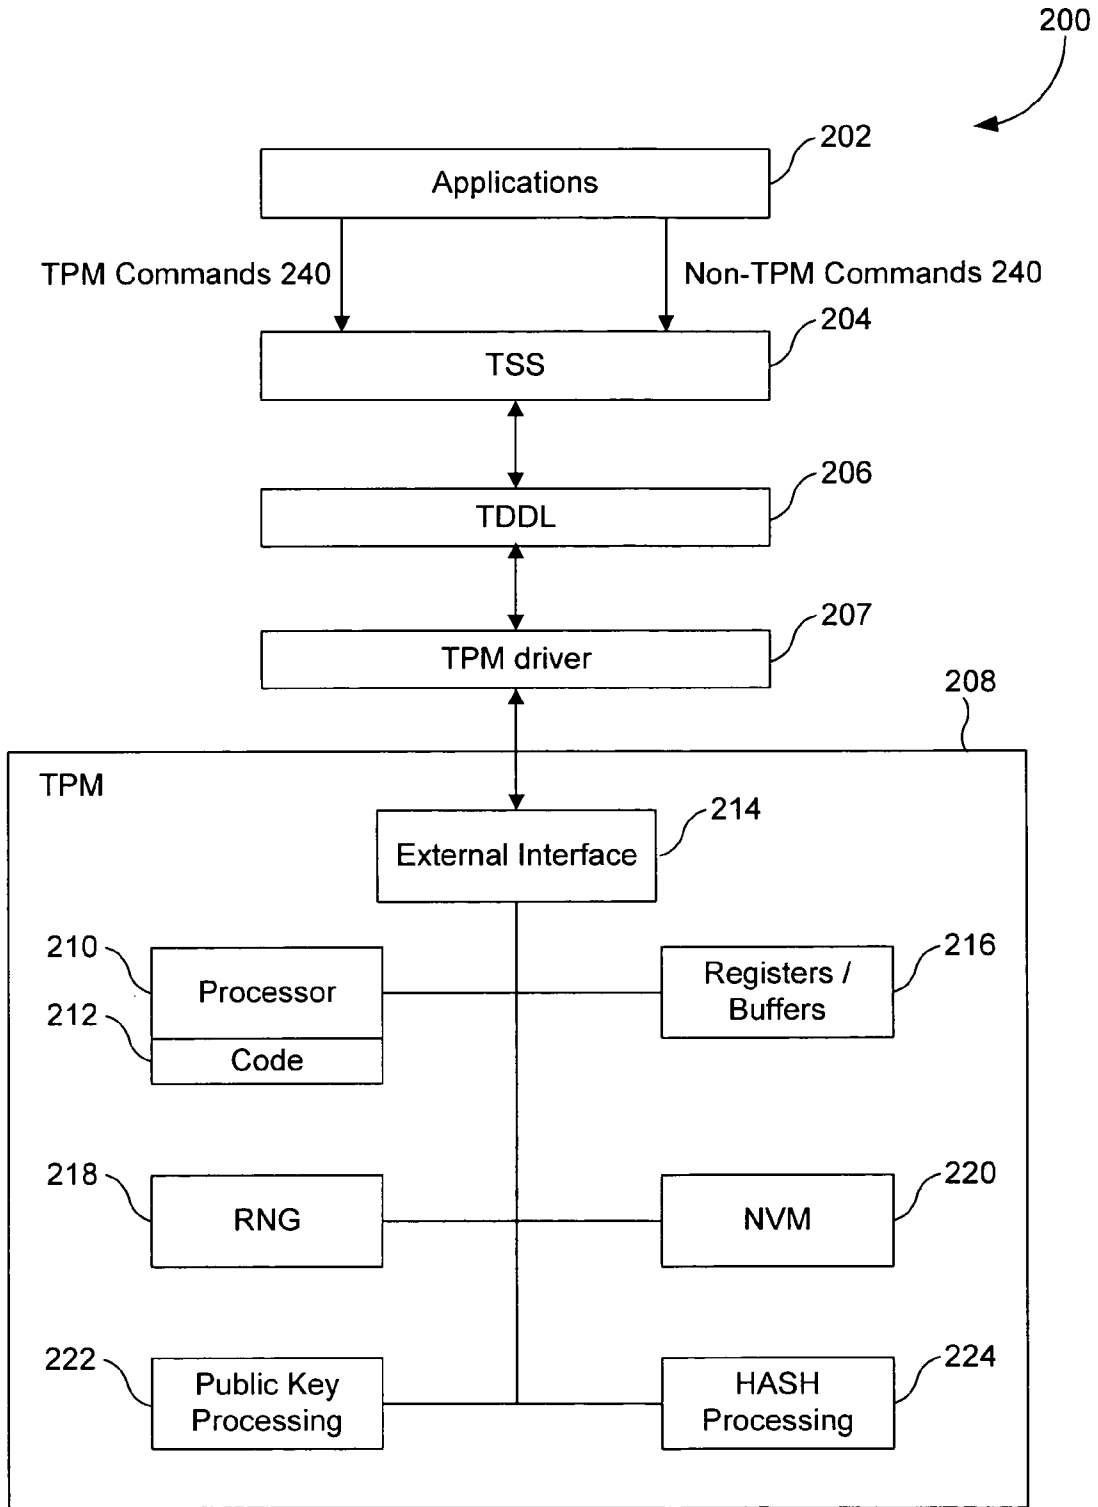 200
202
Applications
TPM Commands 240
Non-TPM Commands 240
204
TSS
206
TDDL
207
TPM driver
208
TPM
214
External Interface
210
Processor
216
Registers /
Buffers
212
Code
218
RNG
220
NVM
222
Public Key
Processing
224
HASH
Processing